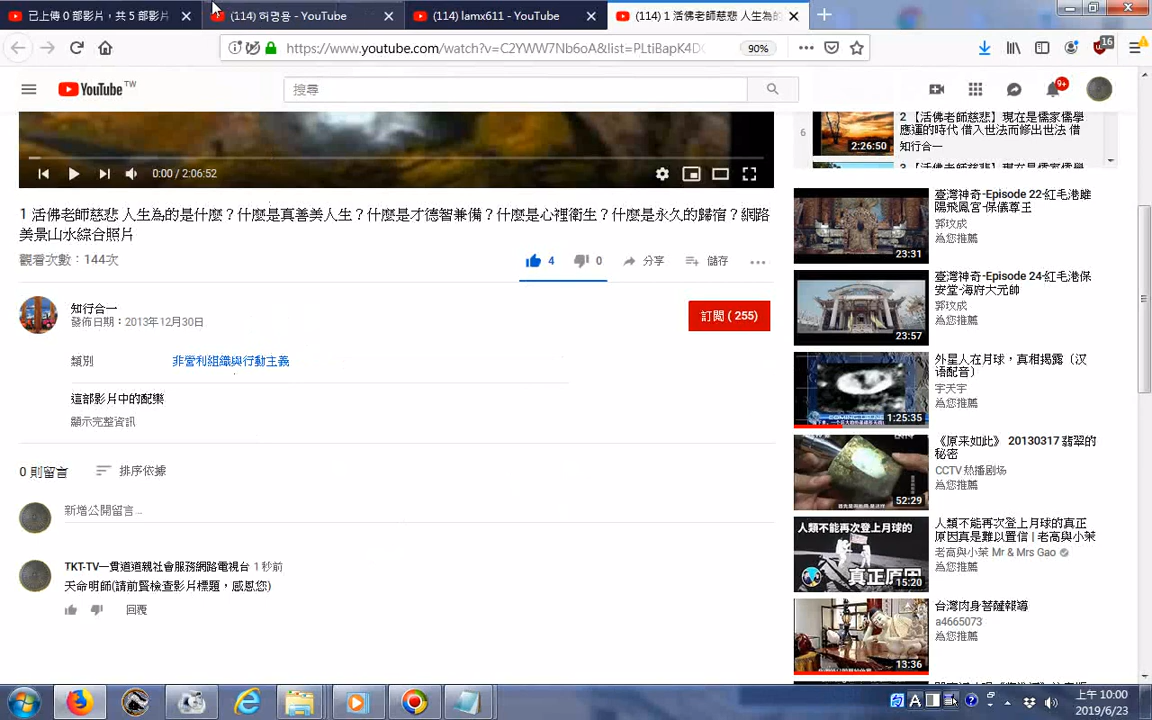 已上傳 0 部影片，共 5 部影片
(114) 허명용 - YouTube
(114) lamx611 - YouTube
(114) 1 活佛老師慈悲 人生為的
https://www.youtube.com/watch?v=C2YWW7Nb6oA&list=PLtiBapK4D
90%
16
YouTube TW
搜尋
9+
0:00 / 2:06:52
1 活佛老師慈悲 人生為的是什麼？什麼是真善美人生？什麼是才德智兼備？什麼是心裡衛生？什麼是永久的歸宿？網路
美景山水綜合照片
觀看次數：144次
4
0
分享
儲存
知行合一
發佈日期：2013年12月30日
訂閱 ( 255)
類別
非營利組織與行動主義
這部影片中的配樂
顯示完整資訊
0 則留言
排序依據
新增公開留言...
TKT-TV一貫道道親社會服務網路電視台 1 秒前
天命明師(請前賢檢查影片標題，感恩您)
回覆
6
2:26:50
2【活佛老師慈悲】現在是儒家儒學
應運的時代 借入世法而修出世法 借
知行合一
3【活佛老師慈悲】現在是儒家儒學
23:31
臺灣神奇-Episode 22-紅毛港雎
陽飛鳳宮-保儀尊王
郭玟成
為您推薦
23:57
臺灣神奇-Episode 24-紅毛港保
安堂-海府大元帥
郭玟成
為您推薦
1:25:35
外星人在月球，真相揭露（汉
语配音）
宇天宇
為您推薦
52:29
《原来如此》 20130317 翡翠的
秘密
CCTV 热播剧场
為您推薦
人類不能再次登上月球的
真正原因
15:20
人類不能再次登上月球的真正
原因真是難以置信 | 老高與小茉
老高與小茉 Mr & Mrs Gao
為您推薦
13:36
台灣肉身菩薩報導
a4665073
為您推薦
上午 10:00
2019/6/23